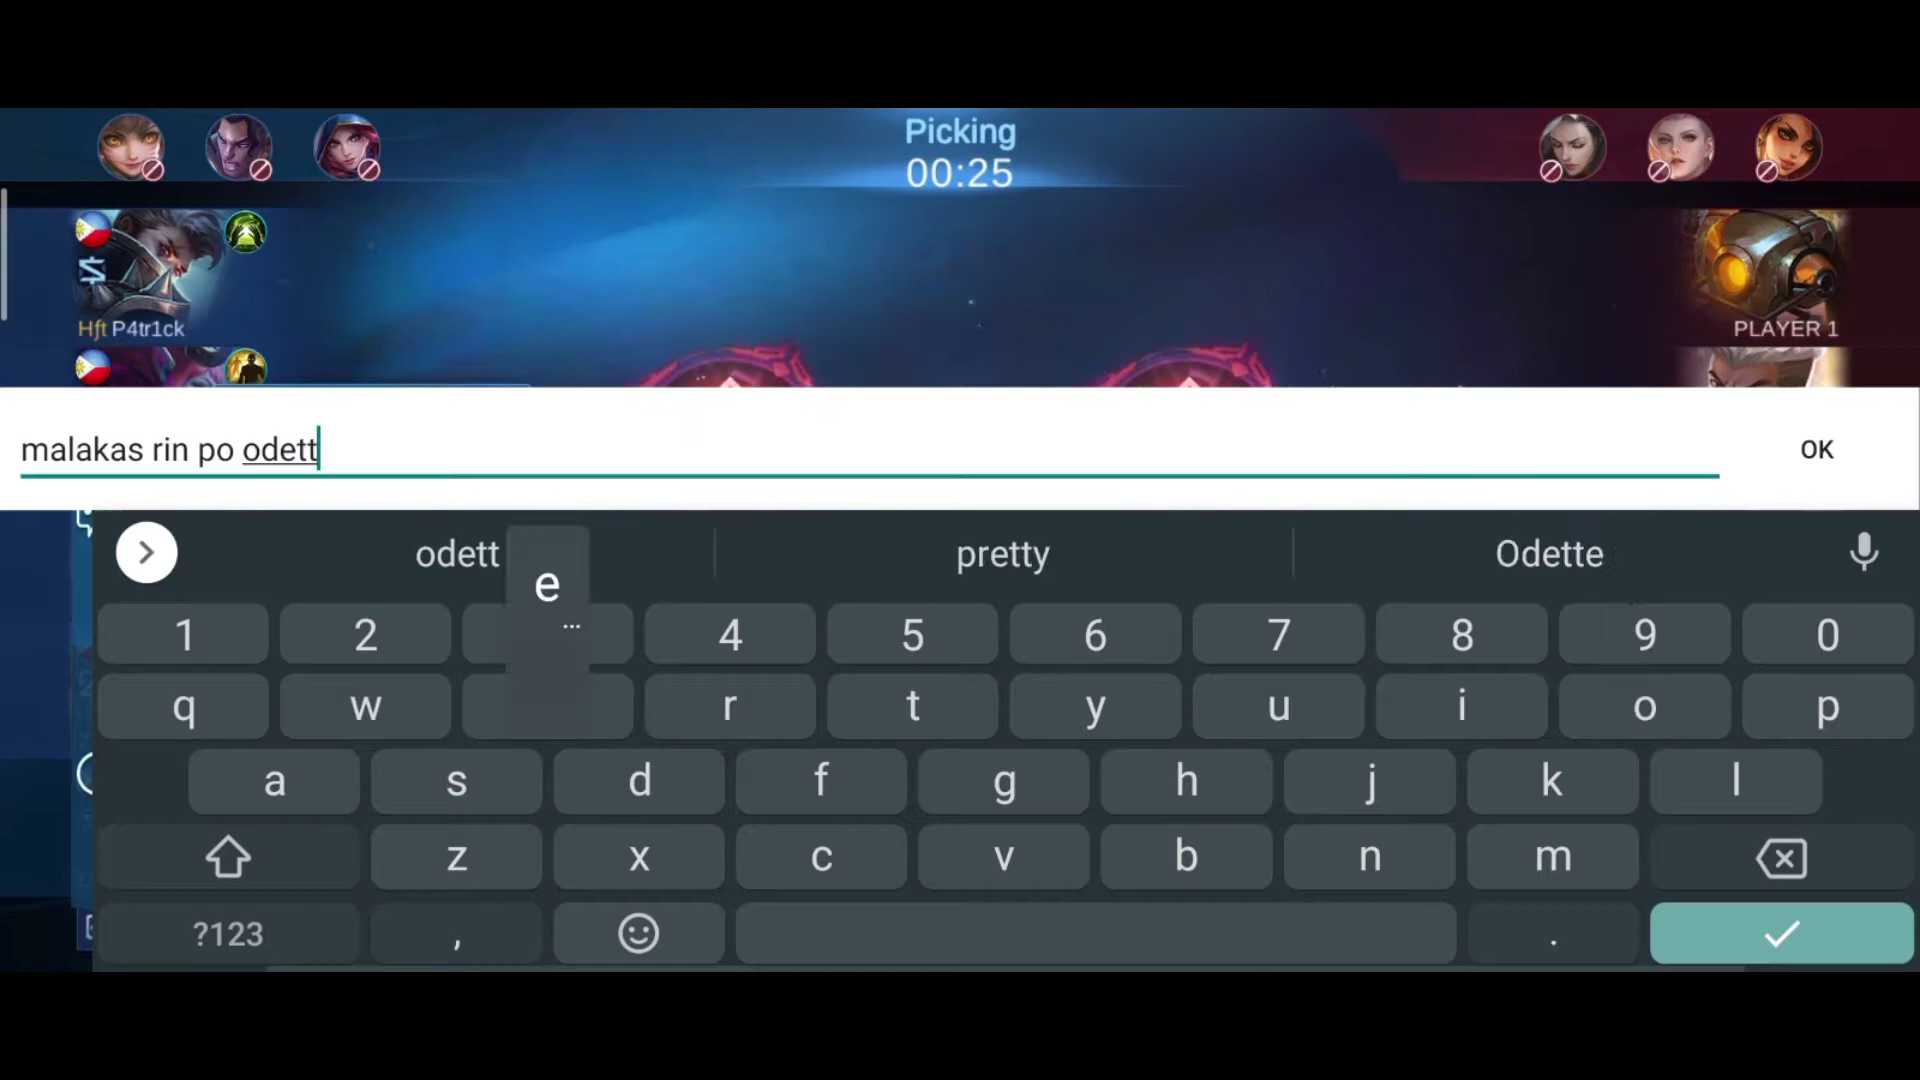 Picking
00:25
Hft P4tr1ck
PLAYER 1
malakas rin po odett
OK
odett pretty Odette
e
...
1 2 4 5 6 7 8 9 0
q w r t y u i o p
a s d f g h j k l
z x c v b n m
?123 , .